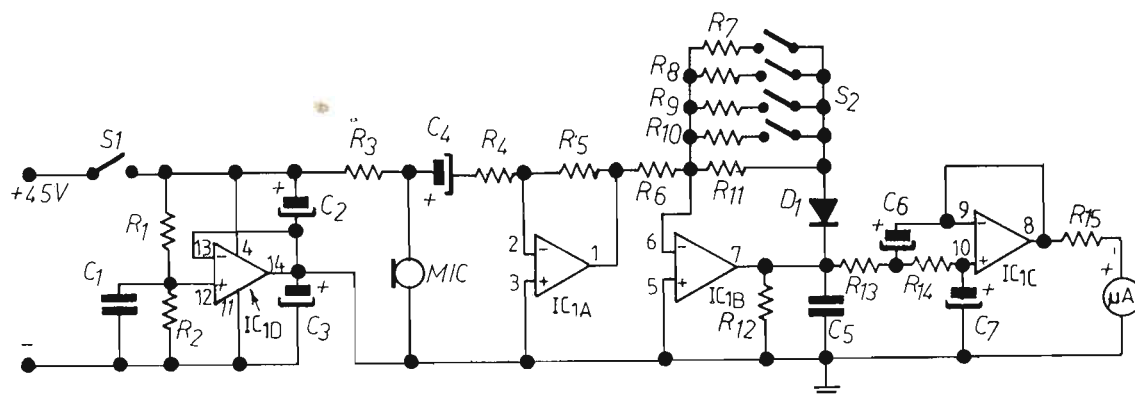 R7
R8
R9
R10
S2
S1
+4.5V
R3
C4
R4
R5
R6
R11
D1
C6
R15
R1
C2
13
4
14
12
11
IC1D
C1
R2
C3
MIC
2
3
1
IC1A
6
5
7
IC1B
R12
C5
R13
R14
9
10
8
IC1C
C7
µA